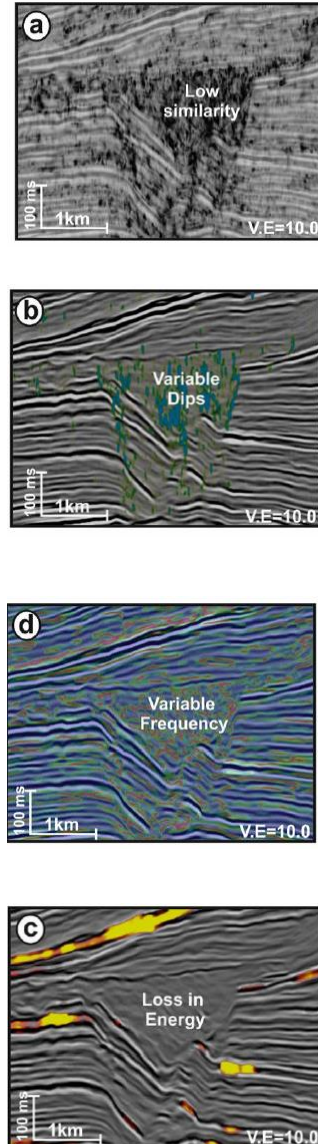 a
Low
similarity
100 ms
1km
V.E=10.0
b
Variable
Dips
100 ms
1km
V.E=10.0
d
Variable
Frequency
100 ms
1km
V.E=10.0
c
Loss in
Energy
100 ms
1km
V.E=10.0